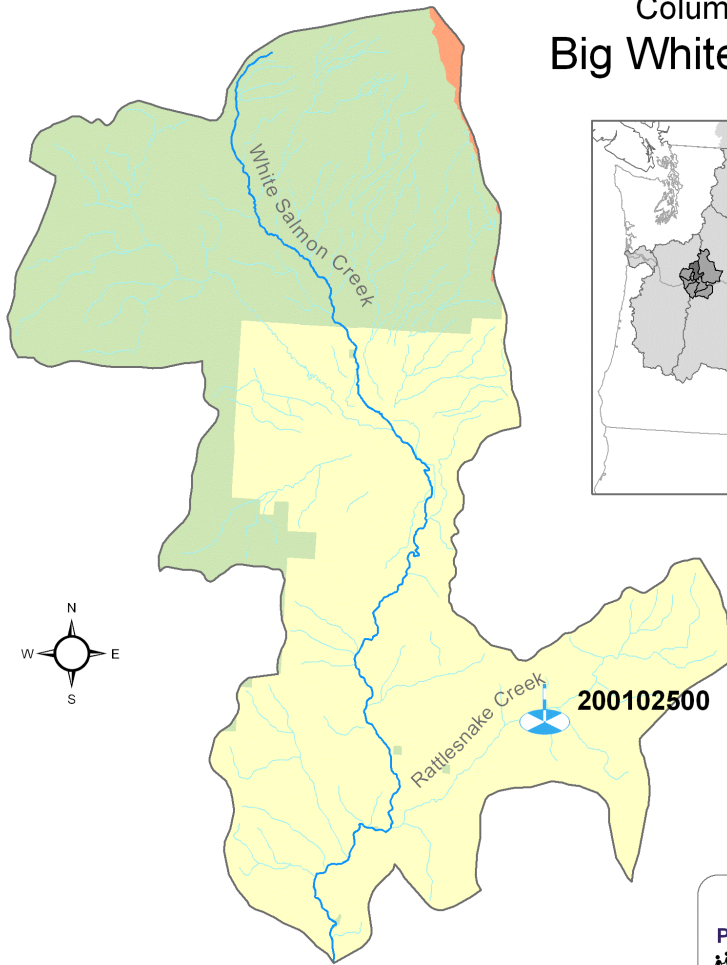 Colum
Big White
White Salmon Creek
N
W E
S
Rattlesnake Creek
200102500
P